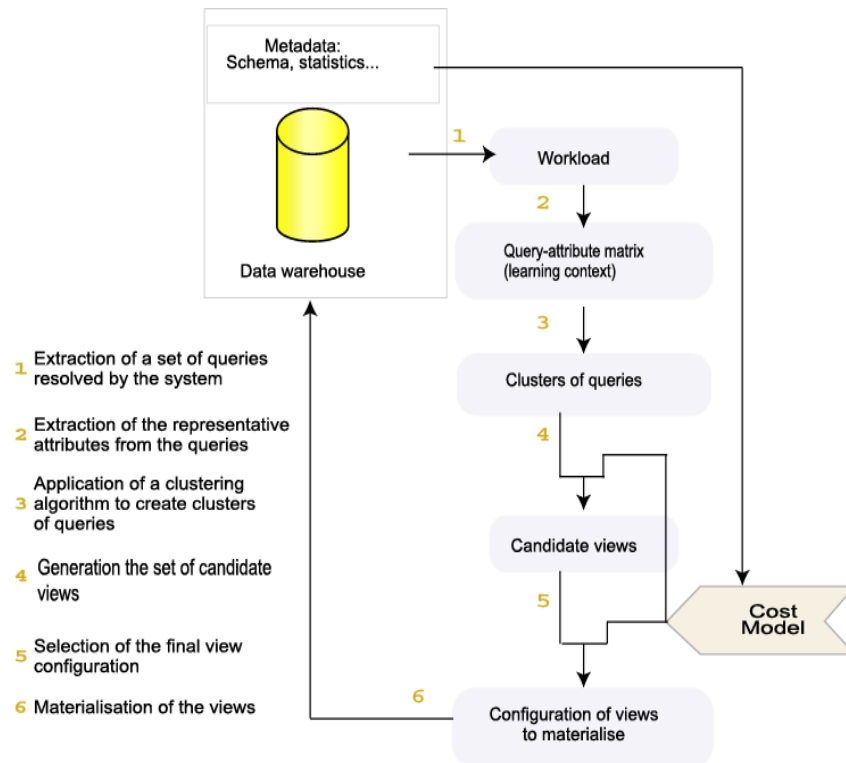 Metadata:
Schema, statistics...
Data warehouse
1
Workload
2
Query-attribute matrix
(learning context)
3
Clusters of queries
4
Candidate views
5
Cost
Model
6
Configuration of views
to materialise
1 Extraction of a set of queries
resolved by the system
2 Extraction of the representative
attributes from the queries
3 Application of a clustering
algorithm to create clusters
of queries
4 Generation the set of candidate
views
5 Selection of the final view
configuration
6 Materialisation of the views